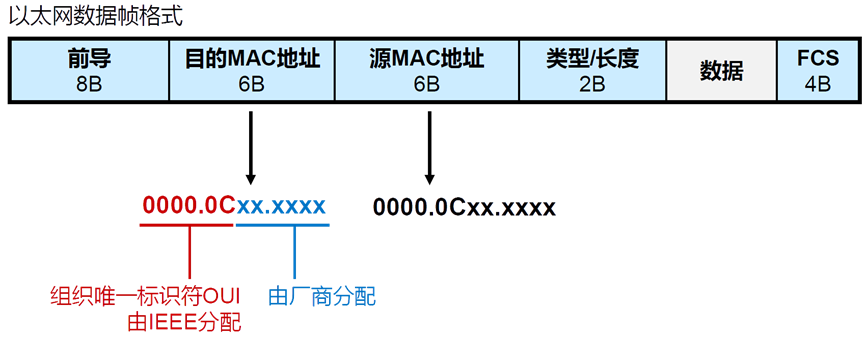 以太网数据帧格式
前导 目的MAC地址 源MAC地址 类型/长度 数据 FCS
8B 6B 6B 2B 4B
0000.0Cxx.xxxx 0000.0Cxx.xxxx
组织唯一标识符OUI 由厂商分配
由IEEE分配